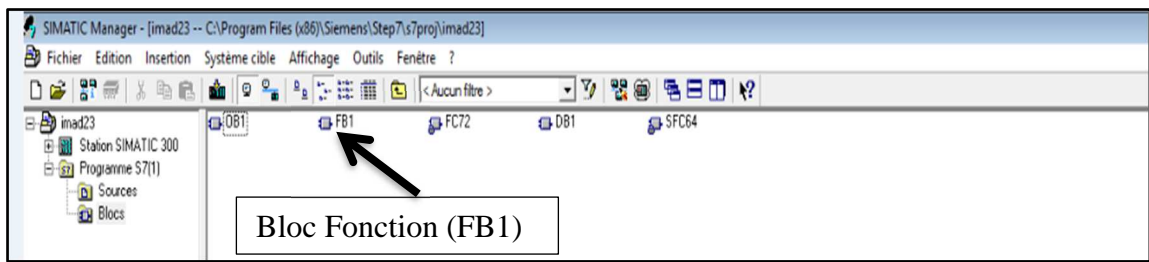 SIMATIC Manager - [imad23 -- C:\Program Files (x86)\Siemens\Step7\s7proj\imad23]
Fichier Edition Insertion Système cible Affichage Outils Fenêtre ?
< Aucun filtre >
imad23
Station SIMATIC 300
Programme S7(1)
Sources
Blocs
OB1 FB1 FC72 DB1 SFC64
Bloc Fonction (FB1)